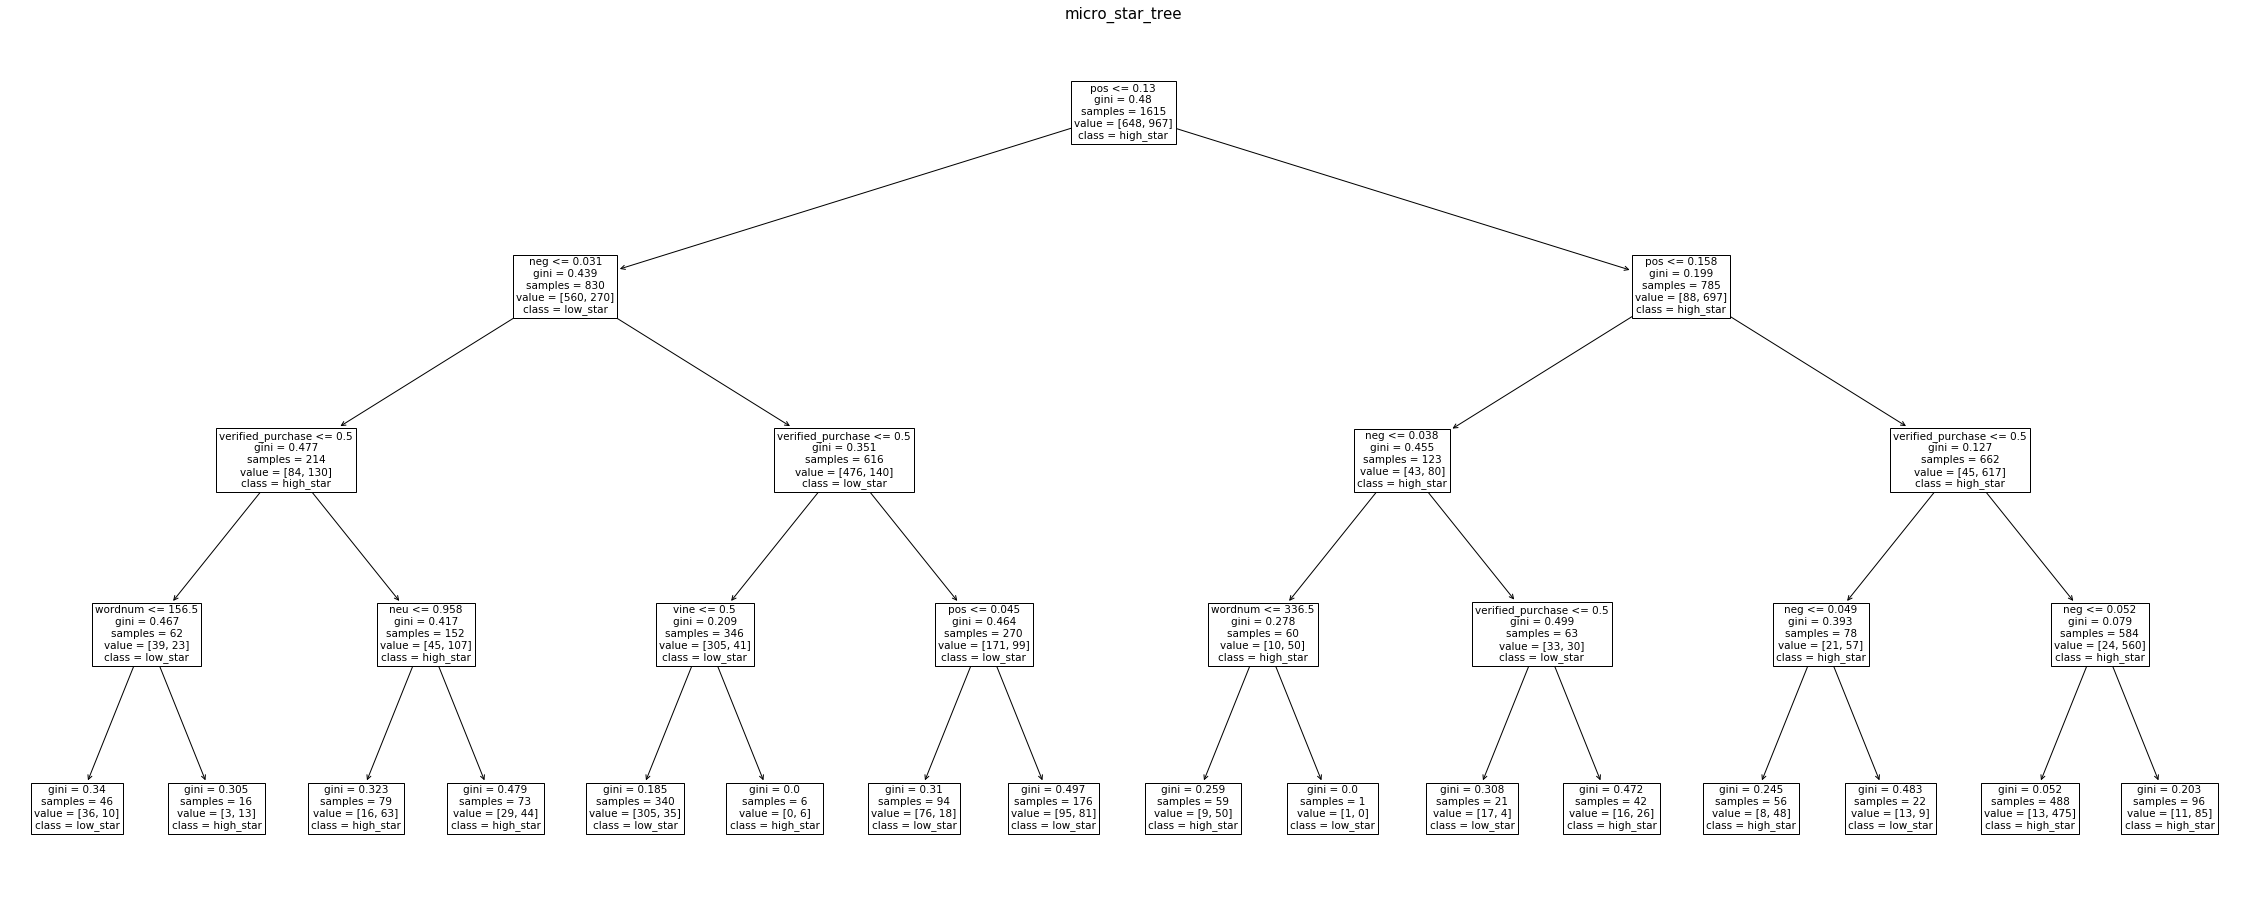 micro_star_tree
pos <= 0.13
gini = 0.48
samples = 1615
value = [648, 967]
class = high_star
neg <= 0.031
gini = 0.439
samples = 830
value = [560, 270]
class = low_star
pos <= 0.158
gini = 0.199
samples = 785
value = [88, 697]
class = high_star
verified_purchase <= 0.5
gini = 0.477
samples = 214
value = [84, 130]
class = high_star
verified_purchase <= 0.5
gini = 0.351
samples = 616
value = [476, 140]
class = low_star
neg <= 0.038
gini = 0.455
samples = 123
value = [43, 80]
class = high_star
verified_purchase <= 0.5
gini = 0.127
samples = 662
value = [45, 617]
class = high_star
wordnum <= 156.5
gini = 0.467
samples = 62
value = [39, 23]
class = low_star
neu <= 0.958
gini = 0.417
samples = 152
value = [45, 107]
class = high_star
vine <= 0.5
gini = 0.209
samples = 346
value = [305, 41]
class = low_star
pos <= 0.045
gini = 0.464
samples = 270
value = [171, 99]
class = low_star
wordnum <= 336.5
gini = 0.278
samples = 60
value = [10, 50]
class = high_star
verified_purchase <= 0.5
gini = 0.499
samples = 63
value = [33, 30]
class = low_star
neg <= 0.049
gini = 0.393
samples = 78
value = [21, 57]
class = high_star
neg <= 0.052
gini = 0.079
samples = 584
value = [24, 560]
class = high_star
gini = 0.34
samples = 46
value = [36, 10]
class = low_star
gini = 0.305
samples = 16
value = [3, 13]
class = high_star
gini = 0.323
samples = 79
value = [16, 63]
class = high_star
gini = 0.479
samples = 73
value = [29, 44]
class = high_star
gini = 0.185
samples = 340
value = [305, 35]
class = low_star
gini = 0.0
samples = 6
value = [0, 6]
class = high_star
gini = 0.31
samples = 94
value = [76, 18]
class = low_star
gini = 0.497
samples = 176
value = [95, 81]
class = low_star
gini = 0.259
samples = 59
value = [9, 50]
class = high_star
gini = 0.0
samples = 1
value = [1, 0]
class = low_star
gini = 0.308
samples = 21
value = [17, 4]
class = low_star
gini = 0.472
samples = 42
value = [16, 26]
class = high_star
gini = 0.245
samples = 56
value = [8, 48]
class = high_star
gini = 0.483
samples = 22
value = [13, 9]
class = low_star
gini = 0.052
samples = 488
value = [13, 475]
class = high_star
gini = 0.203
samples = 96
value = [11, 85]
class = high_star